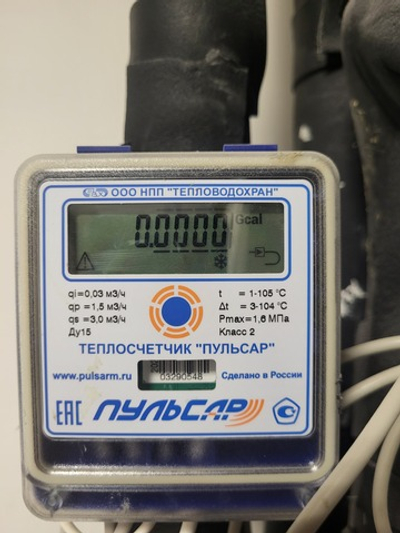 ООО НПП "ТЕПЛОВОДОХРАН"
0.0000 Gcal
qi=0,03 м3/ч
qp=1,5 м3/ч
qs=3,0 м3/ч
Ду15
t = 1-105 °C
Δt = 3-104 °C
Pmax=1,6 МПа
Класс 2
ТЕПЛОСЧЕТЧИК "ПУЛЬСАР"
www.pulsarm.ru
03290548
Сделано в России
ЕАС ПУЛЬСАР